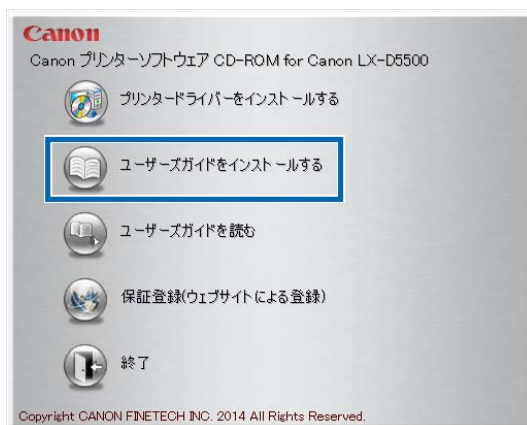 Canon
Canon プリンターソフトウェア CD-ROM for Canon LX-D5500
プリンタードライバーをインストールする
ユーザーズガイドをインストールする
ユーザーズガイドを読む
保証登録(ウェブサイトによる登録)
終了
Copyright CANON FINETECH INC. 2014 All Rights Reserved.